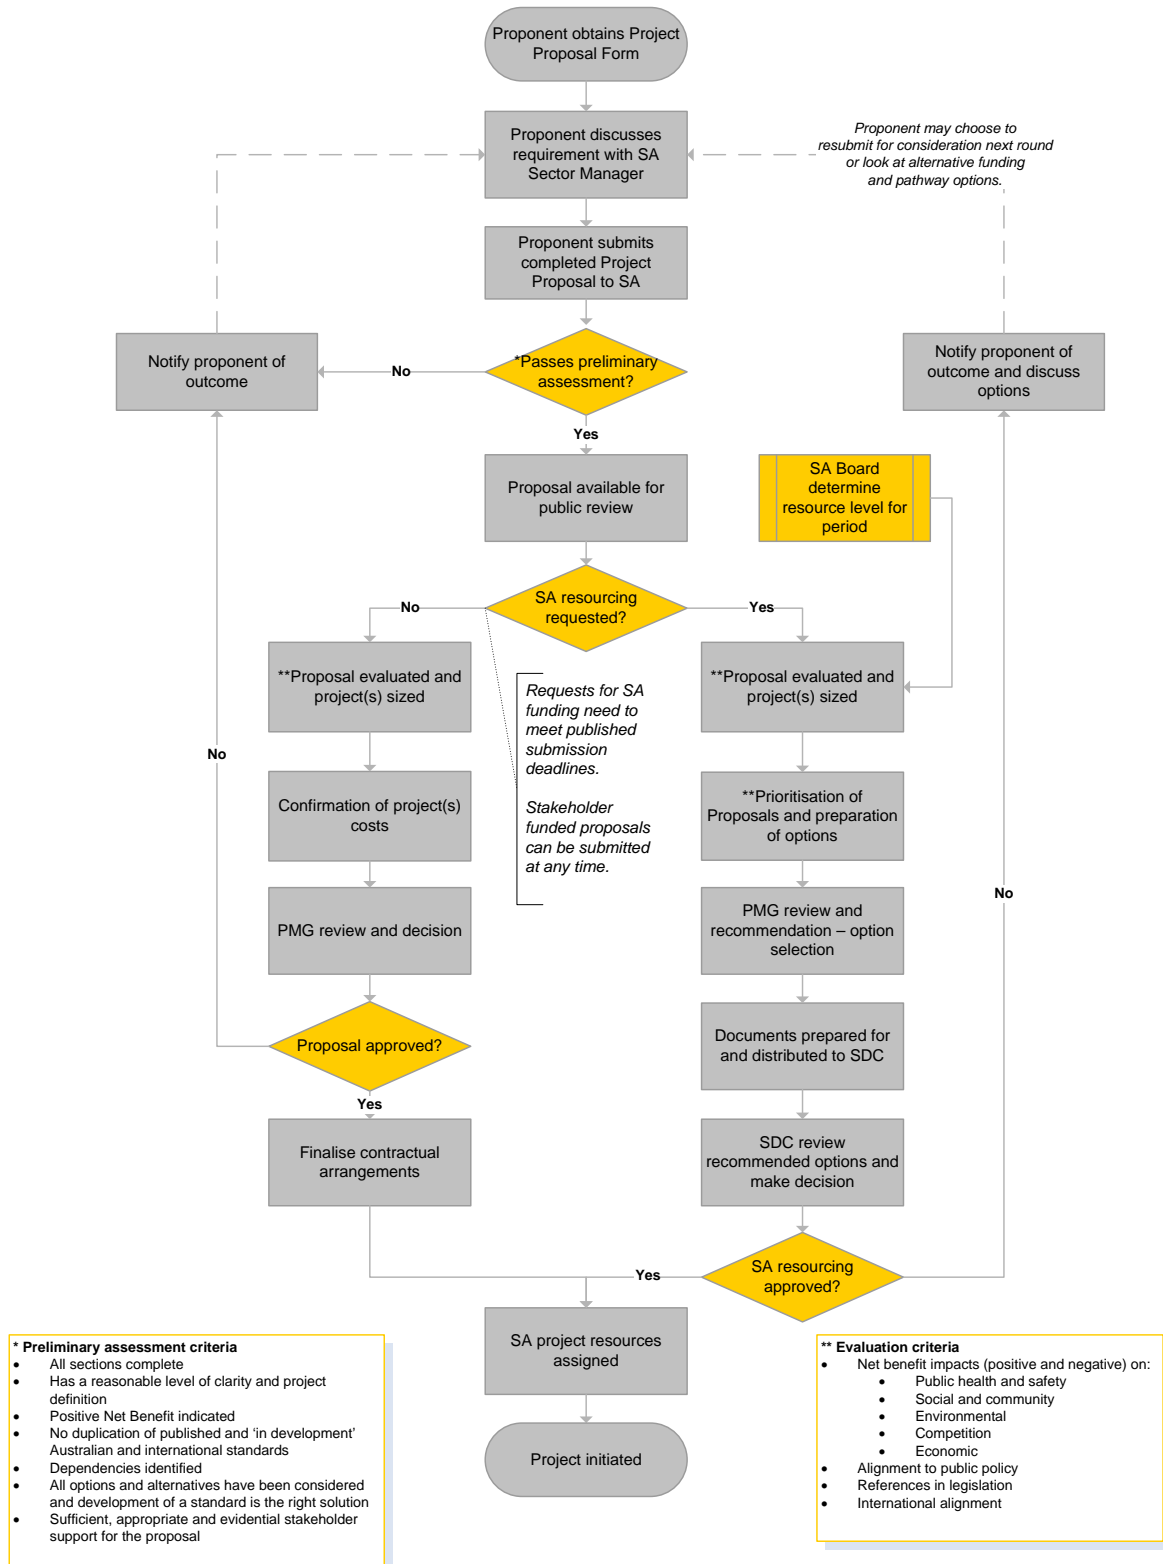 Proponent obtains Project
Proposal Form
Proponent discusses
requirement with SA
Sector Manager
Proponent may choose to
resubmit for consideration next round
or look at alternative funding
and pathway options.
Proponent submits
completed Project
Proposal to SA
Notify proponent of
outcome
No
*Passes preliminary
assessment?
Notify proponent of
outcome and discuss
options
Yes
Proposal available for
public review
SA Board
determine
resource level for
period
No
SA resourcing
requested?
Yes
**Proposal evaluated and
project(s) sized
Requests for SA
funding need to
meet published
submission
deadlines.
Stakeholder
funded proposals
can be submitted
at any time.
**Proposal evaluated and
project(s) sized
No
Confirmation of project(s)
costs
**Prioritisation of
Proposals and preparation
of options
No
PMG review and decision
PMG review and
recommendation – option
selection
Proposal approved?
Documents prepared for
and distributed to SDC
Yes
Finalise contractual
arrangements
SDC review
recommended options and
make decision
Yes
SA resourcing
approved?
SA project resources
assigned
Project initiated
* Preliminary assessment criteria
• All sections complete
• Has a reasonable level of clarity and project
definition
• Positive Net Benefit indicated
• No duplication of published and ‘in development’
Australian and international standards
• Dependencies identified
• All options and alternatives have been considered
and development of a standard is the right solution
• Sufficient, appropriate and evidential stakeholder
support for the proposal
** Evaluation criteria
• Net benefit impacts (positive and negative) on:
• Public health and safety
• Social and community
• Environmental
• Competition
• Economic
• Alignment to public policy
• References in legislation
• International alignment